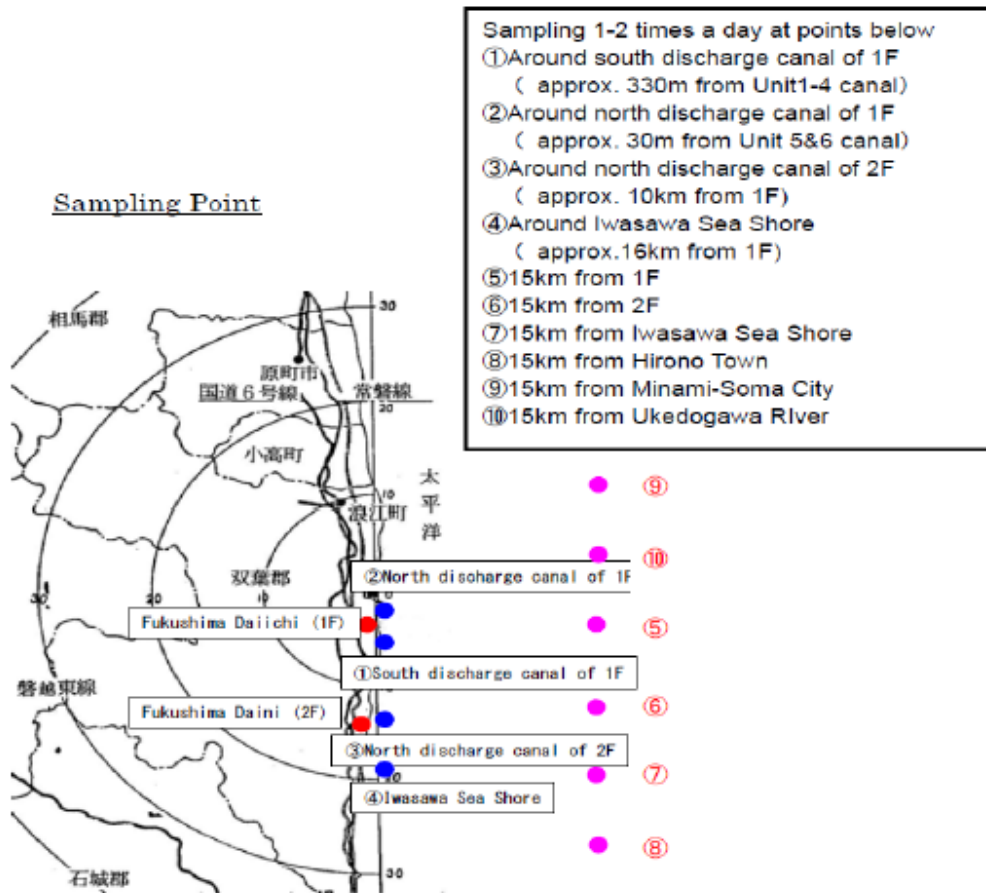 Sampling 1-2 times a day at points below
①Around south discharge canal of 1F
( approx. 330m from Unit1-4 canal)
②Around north discharge canal of 1F
( approx. 30m from Unit 5&6 canal)
③Around north discharge canal of 2F
( approx. 10km from 1F)
④Around Iwasawa Sea Shore
( approx.16km from 1F)
⑤15km from 1F
⑥15km from 2F
⑦15km from Iwasawa Sea Shore
⑧15km from Hirono Town
⑨15km from Minami-Soma City
⑩15km from Ukedogawa RIver
Sampling Point
相馬郡
30
原町市
国道6号線
常磐線
20
小高町
10
太平洋
浪江町
⑨
⑩
双葉郡
②North discharge canal of 1F
30
20
10
0
Fukushima Daiichi (1F)
⑤
①South discharge canal of 1F
磐越東線
Fukushima Daini (2F)
⑥
③North discharge canal of 2F
⑦
④Iwasawa Sea Shore
⑧
30
石城郡